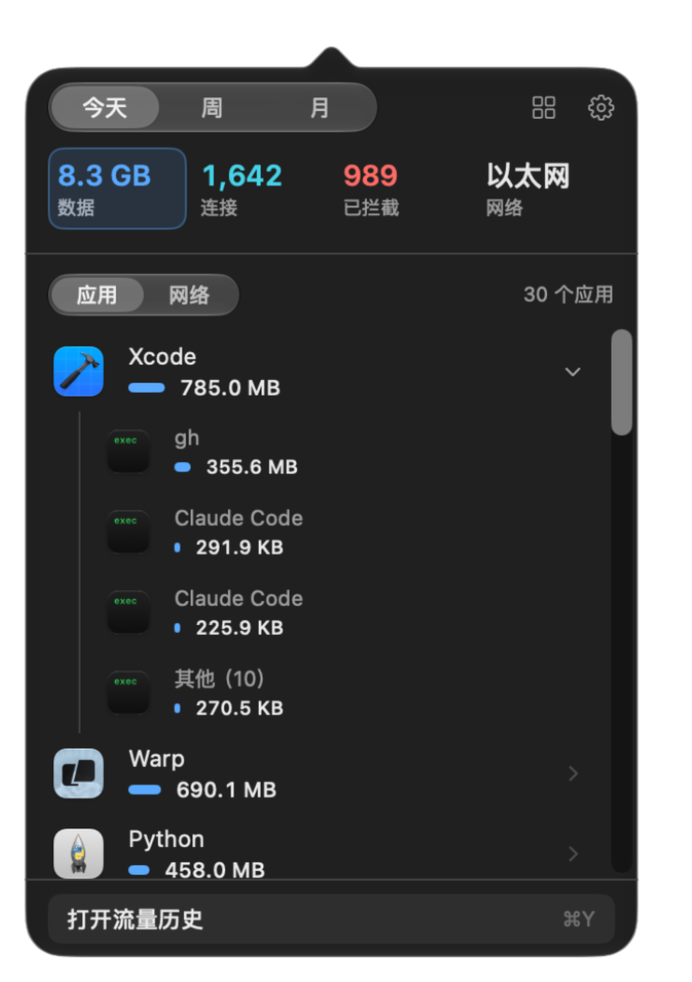 今天 周 月
8.3 GB 1,642 989 以太网
数据 连接 已拦截 网络
应用 网络 30 个应用
Xcode
785.0 MB
exec gh
355.6 MB
exec Claude Code
291.9 KB
exec Claude Code
225.9 KB
exec 其他 (10)
270.5 KB
Warp
690.1 MB
Python
458.0 MB
打开流量历史 ⌘Y